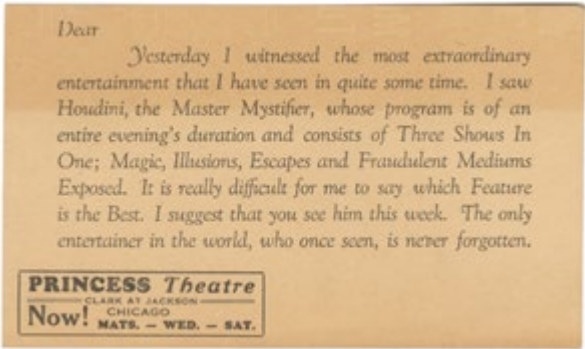 Dear
Yesterday I witnessed the most extraordinary
entertainment that I have seen in quite some time. I saw
Houdini, the Master Mystifier, whose program is of an
entire evening's duration and consists of Three Shows In
One; Magic, Illusions, Escapes and Fraudulent Mediums
Exposed. It is really difficult for me to say which Feature
is the Best. I suggest that you see him this week. The only
entertainer in the world, who once seen, is never forgotten.
PRINCESS Theatre
CLARK AT JACKSON
Now! CHICAGO
MATS. — WED. — SAT.